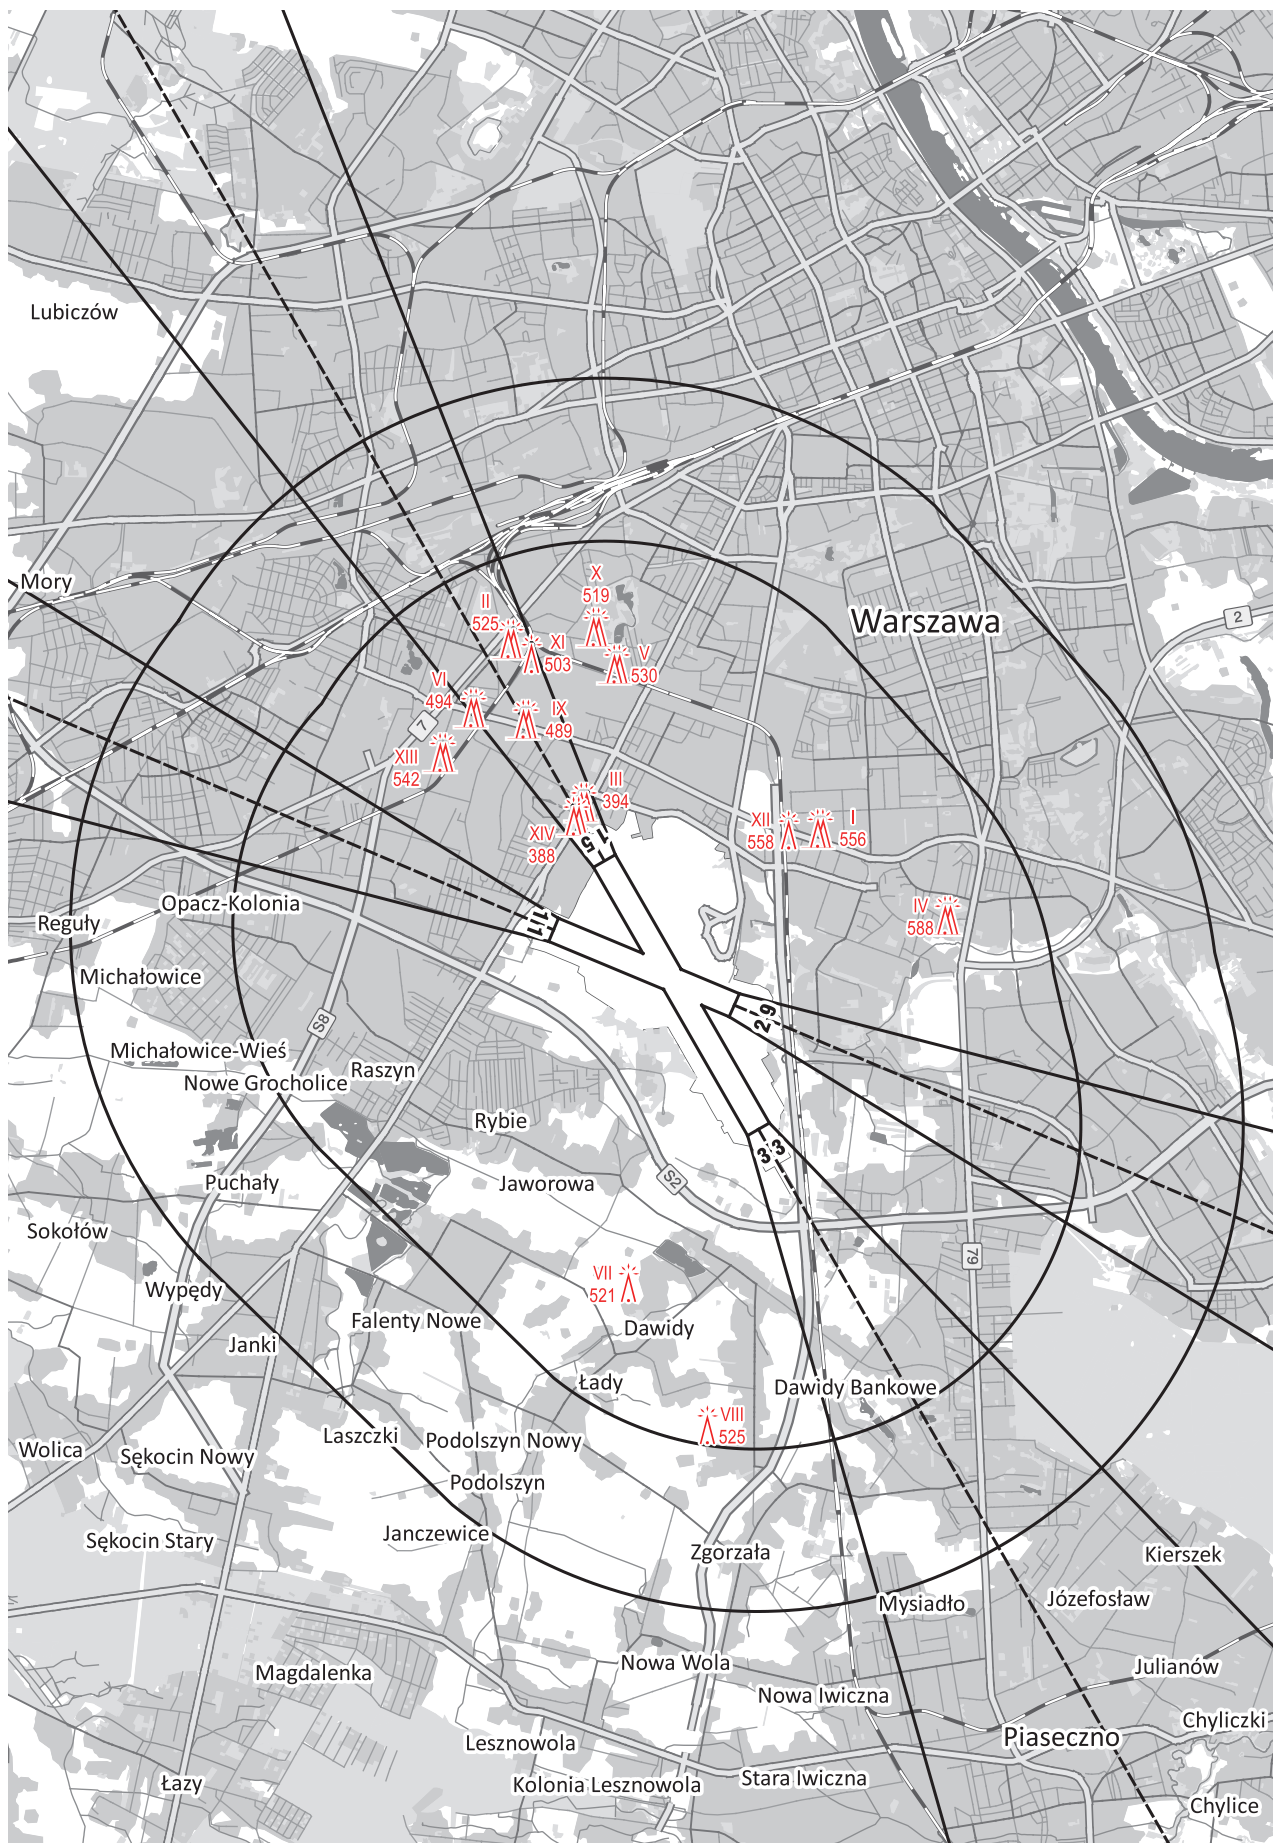 Lubiczów
Mory
X
519
II
525
Warszawa
2
XI
503
V
530
VI
494
IX
489
7
XIII
542
III
394
XIV
388
XII
558
I
556
15
Opacz-Kolonia
Reguły
11
IV
588
Michałowice
29
S8
Michałowice-Wieś
Nowe Grocholice
Raszyn
Rybie
33
Puchały
Jaworowa
S2
Sokołów
79
Wypędy
VII
521
Falenty Nowe
Dawidy
Janki
Łady
Dawidy Bankowe
VIII
525
Wolica
Laszczki
Podolszyn Nowy
Sękocin Nowy
Podolszyn
Sękocin Stary
Janczewice
Zgorzała
Kierszek
Mysiadło
Józefosław
Magdalenka
Nowa Wola
Julianów
Nowa Iwiczna
Chyliczki
Lesznowola
Piaseczno
Łazy
Kolonia Lesznowola
Stara Iwiczna
Chylice